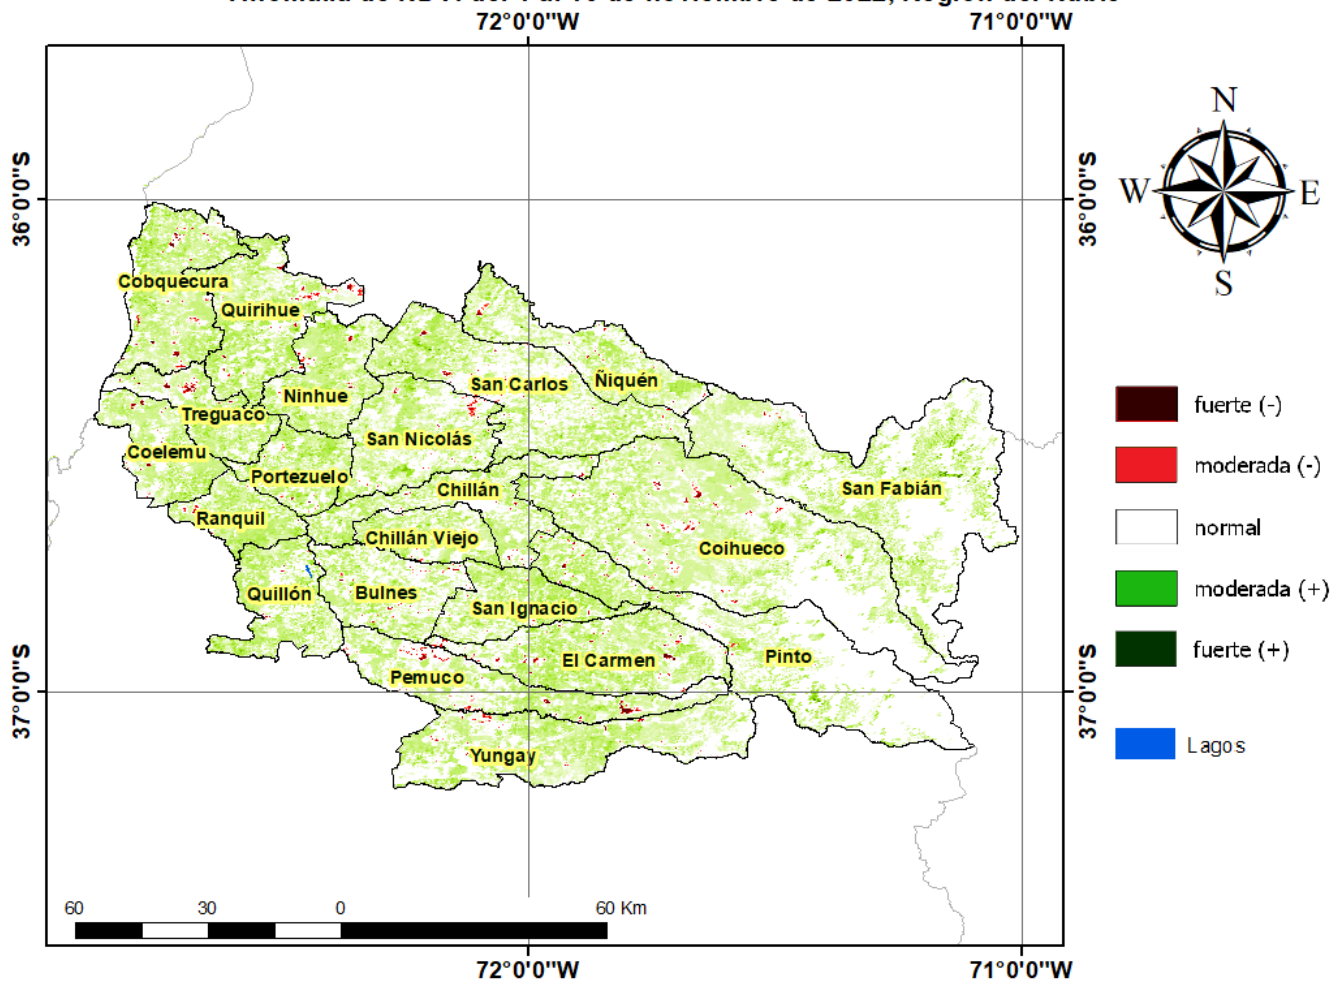 72°0'0"W
71°0'0"W
36°0'0"S
36°0'0"S
N
W
E
S
Cobquecura
Quirihue
San Carlos
Ñiquén
Ninhue
Treguaco
San Nicolás
Coelemu
Portezuelo
Chillán
San Fabián
Ranquil
Chillán Viejo
Coihueco
Quillón
Bulnes
San Ignacio
El Carmen
Pinto
Pemuco
Yungay
fuerte (-)
moderada (-)
normal
moderada (+)
fuerte (+)
Lagos
37°0'0"S
37°0'0"S
60
30
0
60 Km
72°0'0"W
71°0'0"W